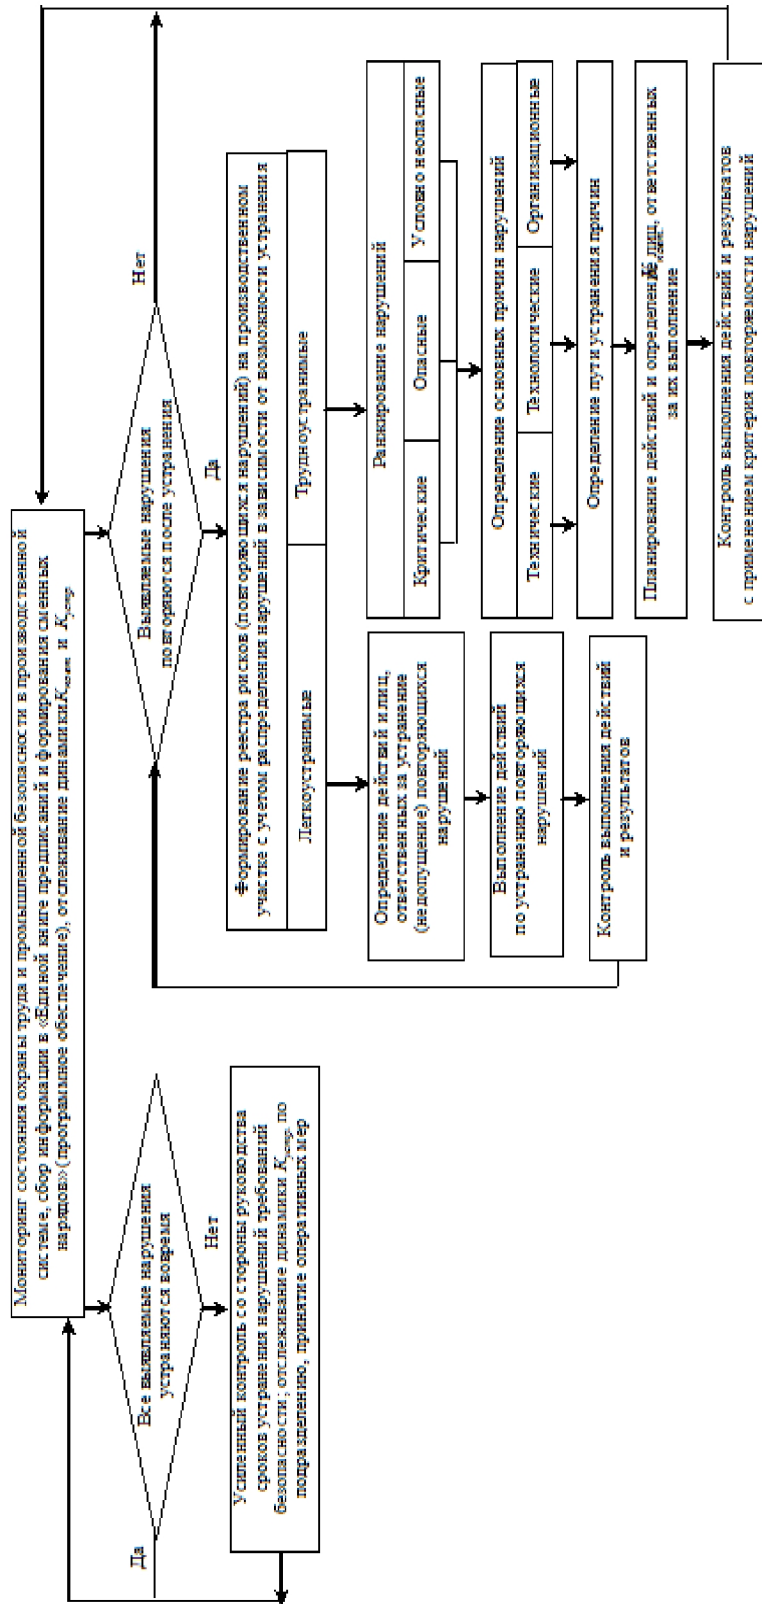 Мониторинг состояния охраны труда и промышленной безопасности в производственной
системе, сбор информации в «Единой книге предписаний и формирования сменных
нарядов» (программное обеспечение), отслеживание динамики K и K
Все выявляемые нарушения
устраняются вовремя
Да
Нет
Усиленный контроль со стороны руководства
сроков устранения нарушений требований
безопасности; отслеживание динамики K по
подразделению, принятие оперативных мер
Выявляемые нарушения
повторяются после устранения
Нет
Да
Формирование реестра рисков (повторяющихся нарушений) на производственном
участке с учетом распределения нарушений в зависимости от возможности устранения
Легкоустранимые
Трудноустранимые
Определение действий и лиц,
ответственных за устранение
(недопущение) повторяющихся
нарушений
Выполнение действий
по устранению повторяющихся
нарушений
Контроль выполнения действий
и результатов
Ранжирование нарушений
Критические
Опасные
Условно неопасные
Определение основных причин нарушений
Технические
Технологические
Организационные
Определение пути устранения причин
Планирование действий и определение лиц, ответственных
за их выполнение
Контроль выполнения действий и результатов
с применением критерия повторяемости нарушений